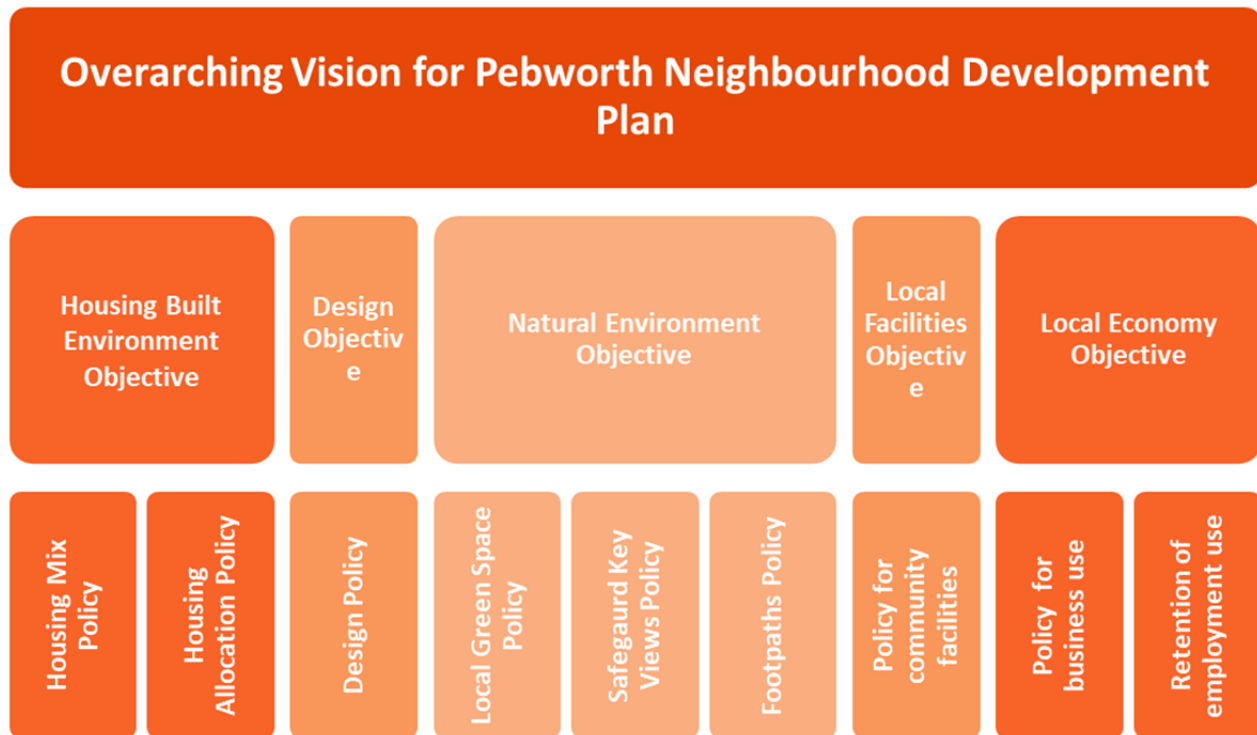 Overarching Vision for Pebworth Neighbourhood Development
Plan
Housing Built
Environment
Objective
Design
Objectiv
e
Natural Environment
Objective
Local
Facilities
Objectiv
e
Local Economy
Objective
Housing Mix
Policy
Housing
Allocation Policy
Design Policy
Local Green Space
Policy
Safegaurd Key
Views Policy
Footpaths Policy
Policy for
community
facilities
Policy for
business use
Retention of
employment use